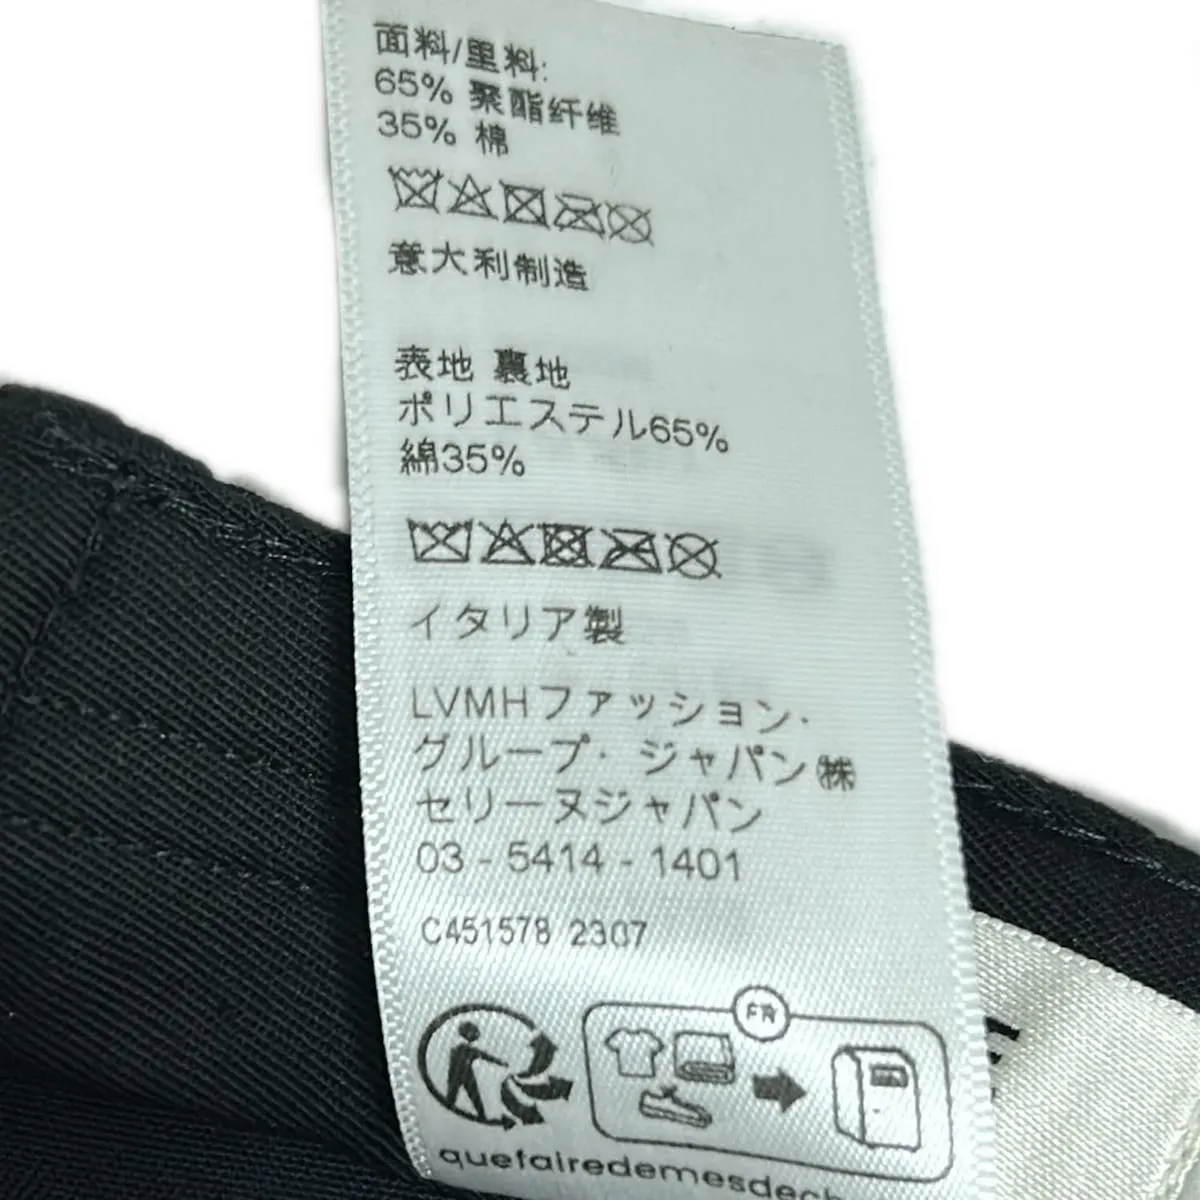 面料/里料:
65% 聚酯纤维
35% 棉
意大利制造
表地 裏地
ポリエステル65%
綿35%
イタリア製
LVMHファッション・
グループ・ジャパン㈱
セリーヌジャパン
03 - 5414 - 1401
C451578 2307
FR
quefairedemesdech